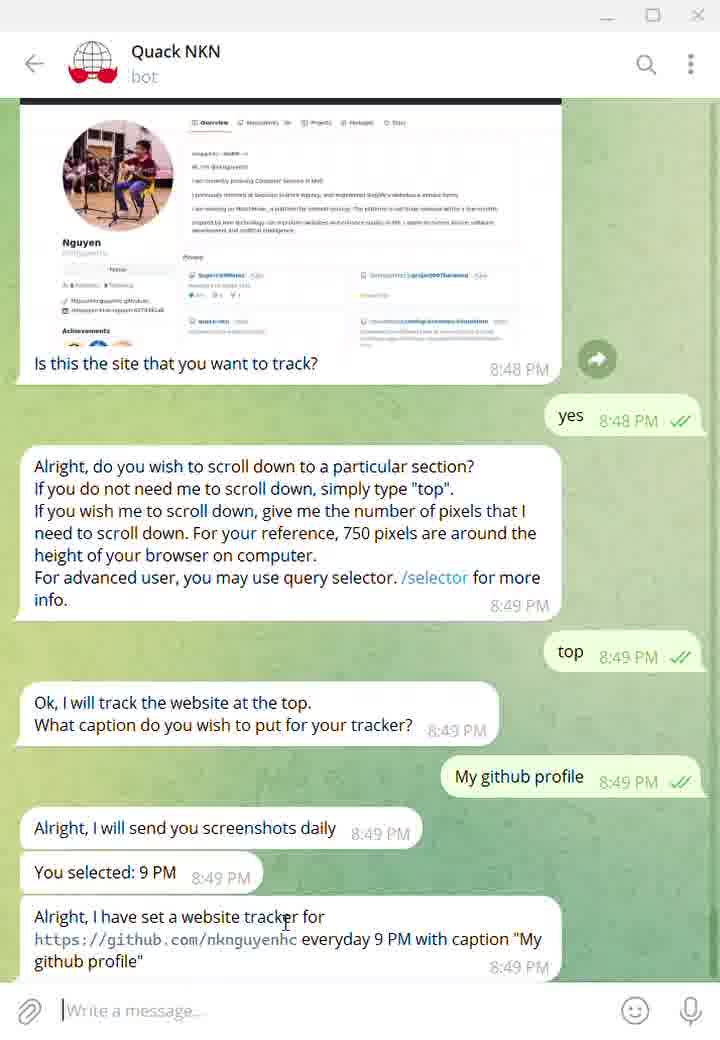 Quack NKN
bot
Overview
Projects
Nguyen
Follow
I am currently pursuing Computer Science in NUS
Achievements
Is this the site that you want to track?
8:48 PM
yes
8:48 PM
Alright, do you wish to scroll down to a particular section?
If you do not need me to scroll down, simply type "top".
If you wish me to scroll down, give me the number of pixels that I
need to scroll down. For your reference, 750 pixels are around the
height of your browser on computer.
For advanced user, you may use query selector. /selector for more
info.
8:49 PM
top
8:49 PM
Ok, I will track the website at the top.
What caption do you wish to put for your tracker?
8:49 PM
My github profile
8:49 PM
Alright, I will send you screenshots daily
8:49 PM
You selected: 9 PM
8:49 PM
Alright, I have set a website tracker for
https://github.com/nknguyenhc everyday 9 PM with caption "My
github profile"
8:49 PM
Write a message...